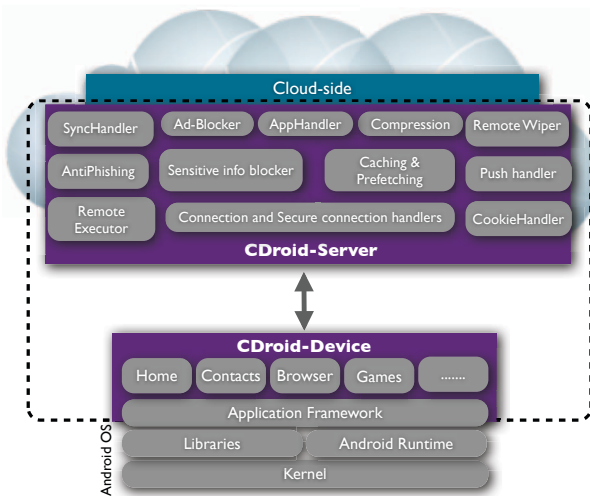 Cloud-side
SyncHandler
Ad-Blocker
AppHandler
Compression
Remote Wiper
AntiPhishing
Sensitive info blocker
Caching &
Prefetching
Push handler
Remote
Executor
Connection and Secure connection handlers
CookieHandler
CDroid-Server
CDroid-Device
Home
Contacts
Browser
Games
.......
Application Framework
Libraries
Android Runtime
Kernel
Android OS